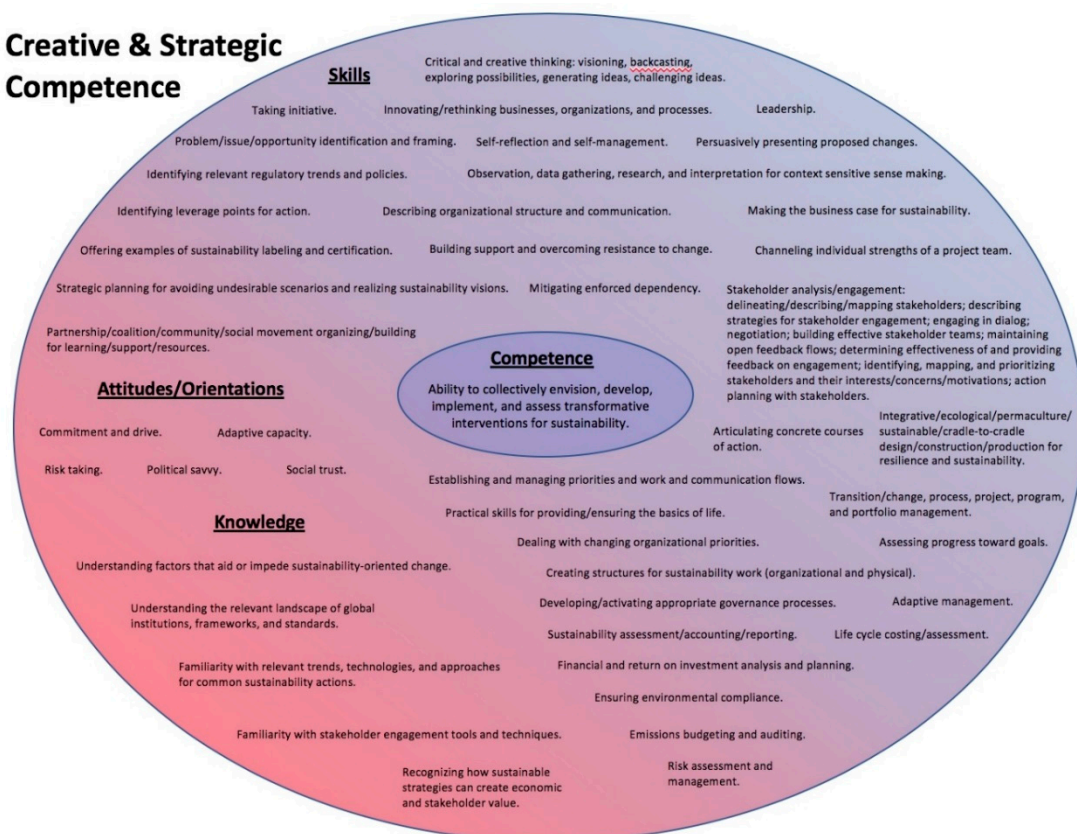 Creative & Strategic
Competence
Skills
Critical and creative thinking: visioning, backcasting,
exploring possibilities, generating ideas, challenging ideas.
Taking initiative.
Innovating/rethinking businesses, organizations, and processes.
Leadership.
Problem/issue/opportunity identification and framing.
Self-reflection and self-management.
Persuasively presenting proposed changes.
Identifying relevant regulatory trends and policies.
Observation, data gathering, research, and interpretation for context sensitive sense making.
Identifying leverage points for action.
Describing organizational structure and communication.
Making the business case for sustainability.
Offering examples of sustainability labeling and certification.
Building support and overcoming resistance to change.
Channeling individual strengths of a project team.
Strategic planning for avoiding undesirable scenarios and realizing sustainability visions.
Mitigating enforced dependency.
Stakeholder analysis/engagement:
delineating/describing/mapping stakeholders; describing
strategies for stakeholder engagement; engaging in dialog;
negotiation; building effective stakeholder teams; maintaining
open feedback flows; determining effectiveness of and providing
feedback on engagement; identifying, mapping, and prioritizing
stakeholders and their interests/concerns/motivations; action
planning with stakeholders.
Partnership/coalition/community/social movement organizing/building
for learning/support/resources.
Competence
Ability to collectively envision, develop,
implement, and assess transformative
interventions for sustainability.
Attitudes/Orientations
Commitment and drive.
Adaptive capacity.
Risk taking.
Political savvy.
Social trust.
Articulating concrete courses
of action.
Integrative/ecological/permaculture/
sustainable/cradle-to-cradle
design/construction/production for
resilience and sustainability.
Establishing and managing priorities and work and communication flows.
Practical skills for providing/ensuring the basics of life.
Transition/change, process, project, program,
and portfolio management.
Dealing with changing organizational priorities.
Assessing progress toward goals.
Creating structures for sustainability work (organizational and physical).
Developing/activating appropriate governance processes.
Adaptive management.
Sustainability assessment/accounting/reporting.
Life cycle costing/assessment.
Financial and return on investment analysis and planning.
Ensuring environmental compliance.
Emissions budgeting and auditing.
Risk assessment and
management.
Knowledge
Understanding factors that aid or impede sustainability-oriented change.
Understanding the relevant landscape of global
institutions, frameworks, and standards.
Familiarity with relevant trends, technologies, and approaches
for common sustainability actions.
Familiarity with stakeholder engagement tools and techniques.
Recognizing how sustainable
strategies can create economic
and stakeholder value.